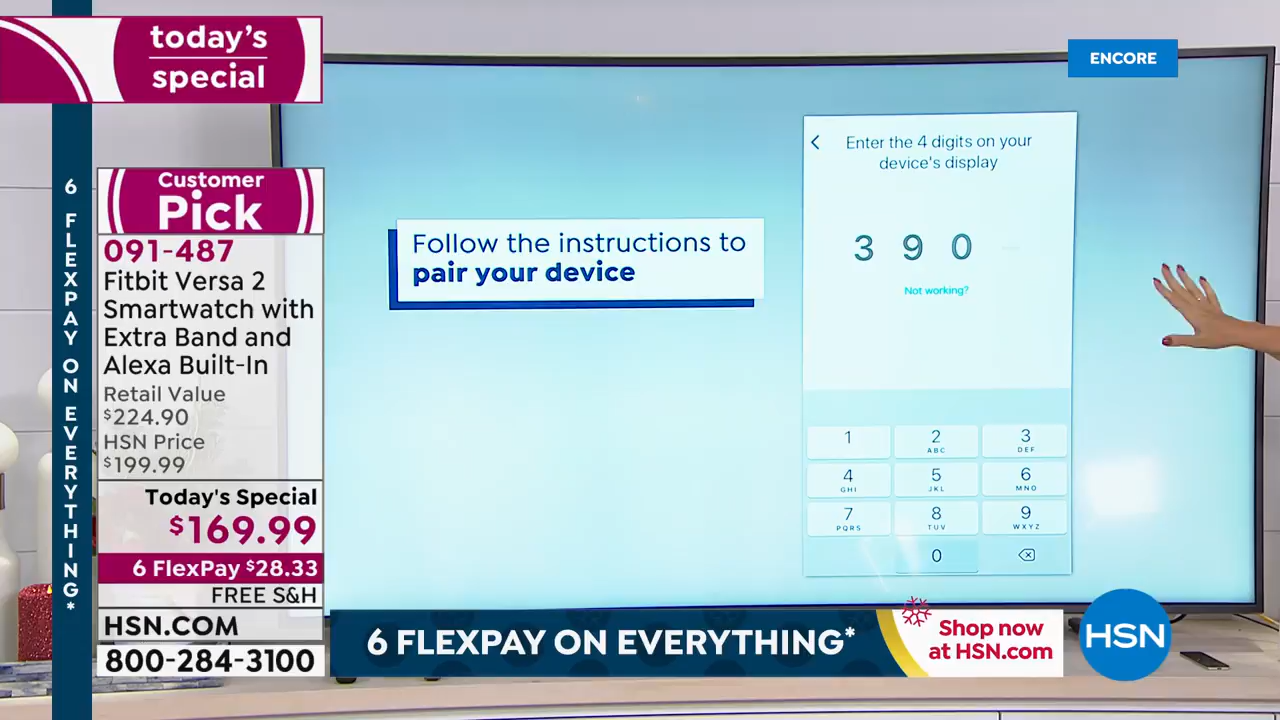 today's
special
ENCORE
6 FLEXPAY ON EVERYTHING*
Customer
Pick
091-487
Fitbit Versa 2
Smartwatch with
Extra Band and
Alexa Built-In
Retail Value
$224.90
HSN Price
$199.99
Today's Special
$169.99
6 FlexPay $28.33
FREE S&H
HSN.COM
800-284-3100
Follow the instructions to
pair your device
Enter the 4 digits on your
device's display
3 9 0
Not working?
1 2 3
ABC DEF
4 5 6
GHI JKL MNO
7 8 9
PQRS TUV WXYZ
0
6 FLEXPAY ON EVERYTHING*
Shop now
at HSN.com
HSN